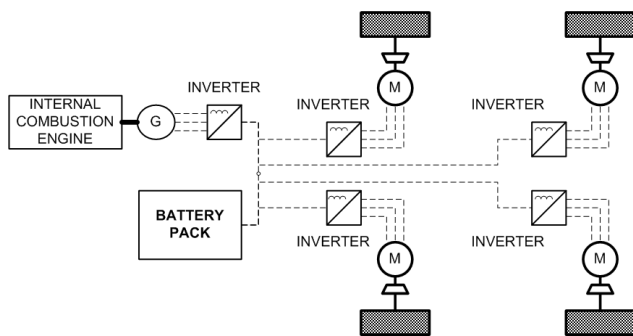 INVERTER
INTERNAL
COMBUSTION
ENGINE
G
M
M
INVERTER
INVERTER
BATTERY
PACK
INVERTER
INVERTER
M
M